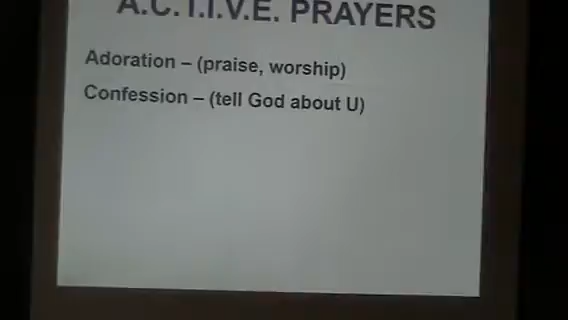 A.C.T.I.V.E. PRAYERS
Adoration – (praise, worship)
Confession – (tell God about U)